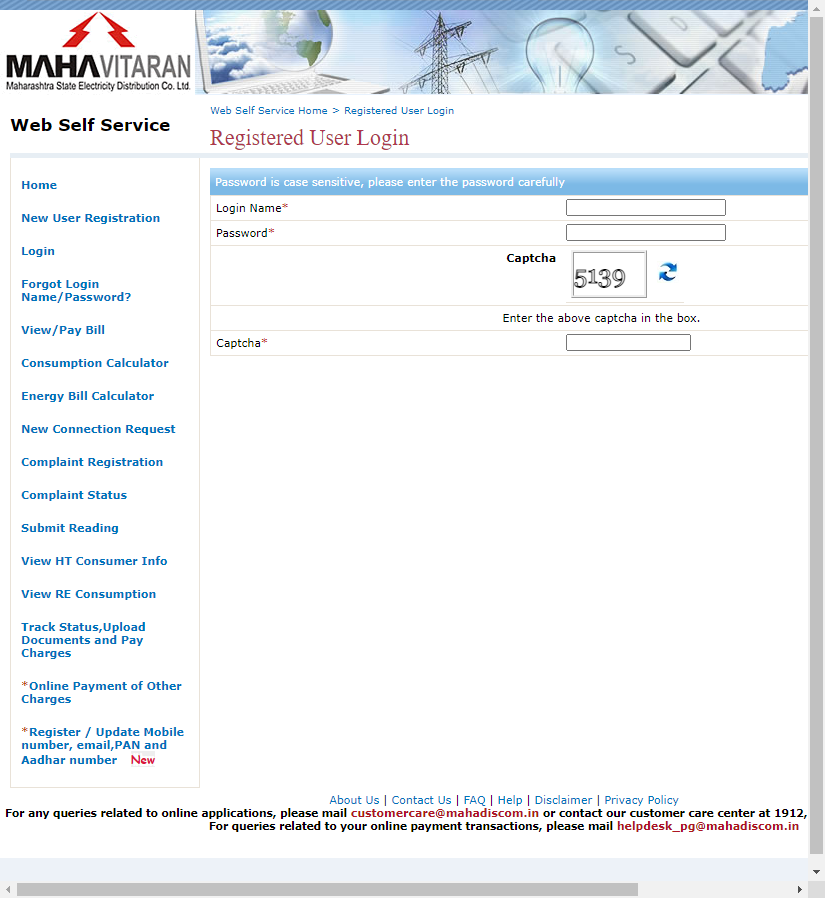 MAHAVITARAN
Maharashtra State Electricity Distribution Co. Ltd.
Web Self Service
Web Self Service Home > Registered User Login
Registered User Login
Home
New User Registration
Login
Forgot Login
Name/Password?
View/Pay Bill
Consumption Calculator
Energy Bill Calculator
New Connection Request
Complaint Registration
Complaint Status
Submit Reading
View HT Consumer Info
View RE Consumption
Track Status,Upload
Documents and Pay
Charges
*Online Payment of Other
Charges
*Register / Update Mobile
number, email,PAN and
Aadhar number New
Password is case sensitive, please enter the password carefully
Login Name*
Password*
Captcha 5139
Enter the above captcha in the box.
Captcha*
About Us | Contact Us | FAQ | Help | Disclaimer | Privacy Policy
For any queries related to online applications, please mail customercare@mahadiscom.in or contact our customer care center at 1912,
For queries related to your online payment transactions, please mail helpdesk_pg@mahadiscom.in